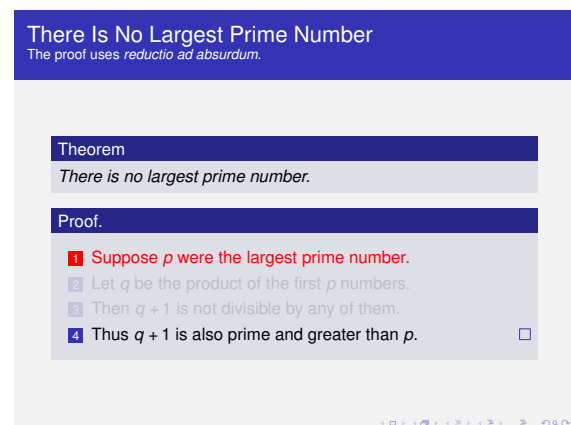 There Is No Largest Prime Number
The proof uses reductio ad absurdum.
Theorem
There is no largest prime number.
Proof.
1 Suppose p were the largest prime number.
2 Let q be the product of the first p numbers.
3 Then q + 1 is not divisible by any of them.
4 Thus q + 1 is also prime and greater than p. □